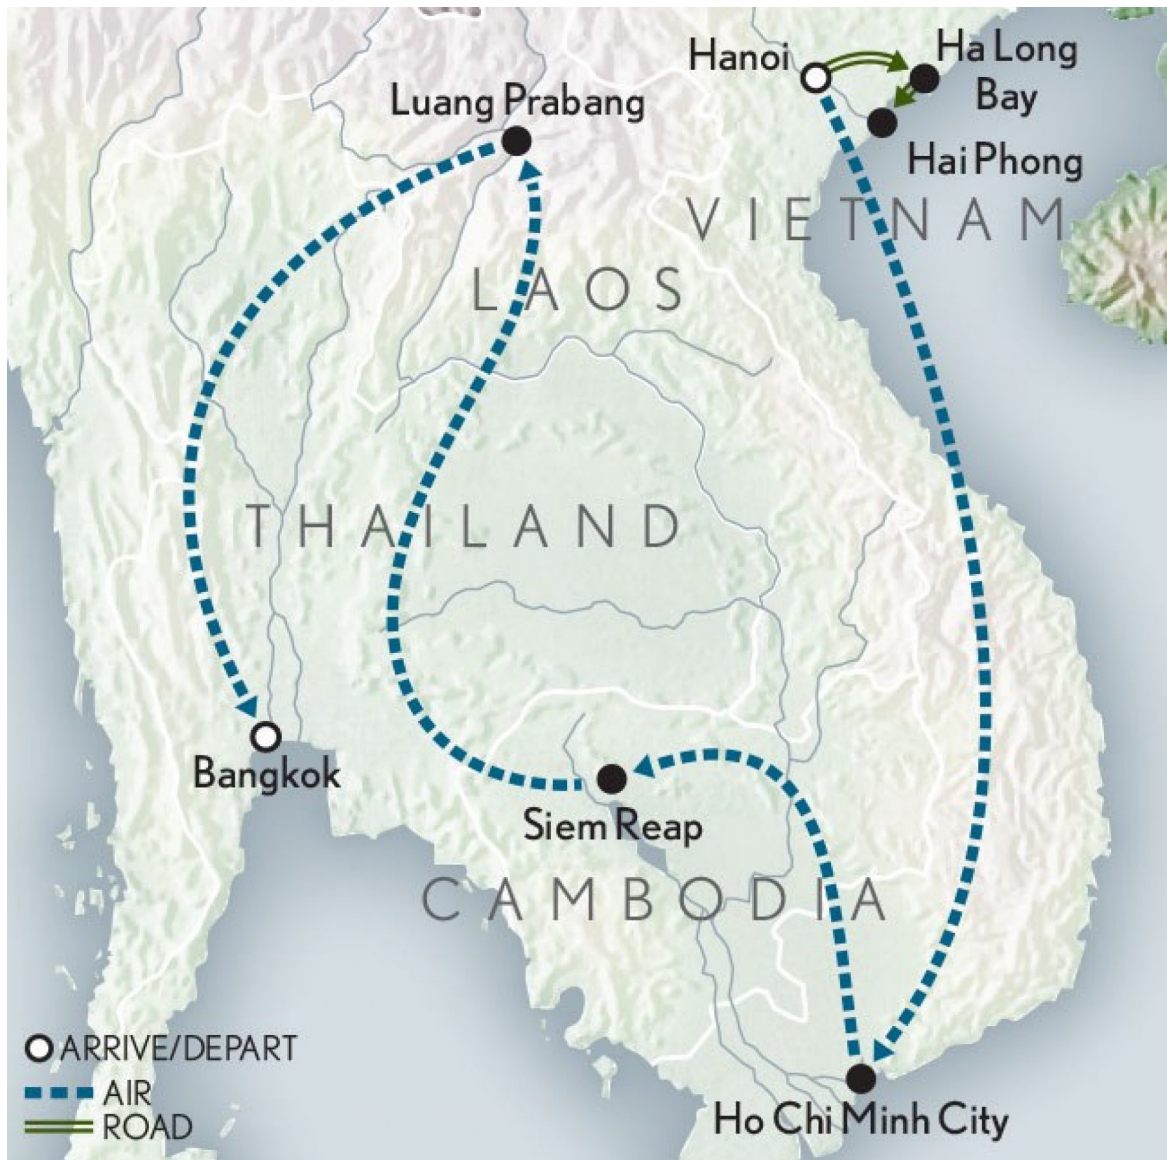 Hanoi
Ha Long
Bay
Luang Prabang
Hai Phong
VIETNAM
LAOS
THAILAND
Bangkok
Siem Reap
CAMBODIA
ARRIVE/DEPART
AIR
ROAD
Ho Chi Minh City